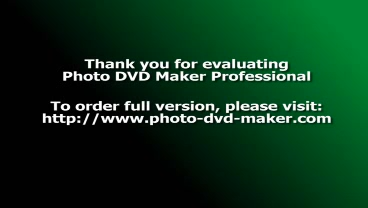 Thank you for evaluating
Photo DVD Maker Professional
To order full version, please visit:
http://www.photo-dvd-maker.com